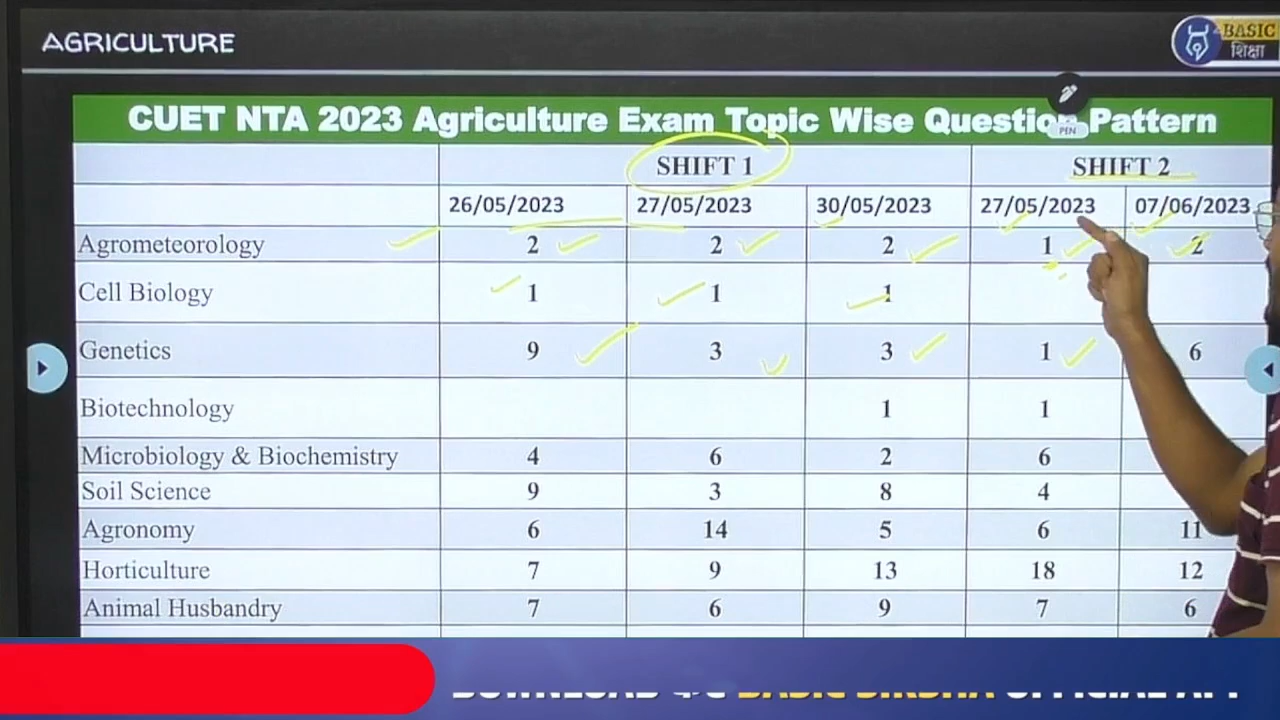 AGRICULTURE
BASIC
शिक्षा
CUET NTA 2023 Agriculture Exam Topic Wise Question Pattern
PEN
SHIFT 1 SHIFT 2
26/05/2023 27/05/2023 30/05/2023 27/05/2023 07/06/2023
Agrometeorology 2 2 2 1 2
Cell Biology 1 1 1
Genetics 9 3 3 1 6
Biotechnology 1 1
Microbiology & Biochemistry 4 6 2 6
Soil Science 9 3 8 4
Agronomy 6 14 5 6 11
Horticulture 7 9 13 18 12
Animal Husbandry 7 6 9 7 6